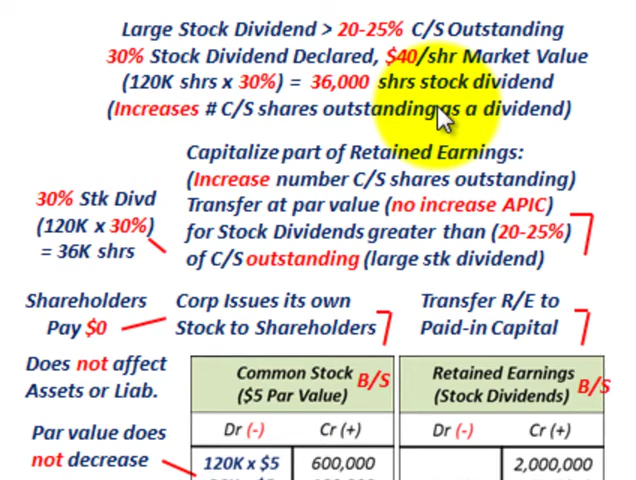 Large Stock Dividend > 20-25% C/S Outstanding
30% Stock Dividend Declared, $40/shr Market Value
(120K shrs x 30%) = 36,000 shrs stock dividend
(Increases # C/S shares outstanding as a dividend)
Capitalize part of Retained Earnings:
(Increase number C/S shares outstanding)
Transfer at par value (no increase APIC)
for Stock Dividends greater than (20-25%)
of C/S outstanding (large stk dividend)
30% Stk Divd
(120K x 30%)
= 36K shrs
Shareholders
Pay $0
Corp Issues its own
Stock to Shareholders
Transfer R/E to
Paid-in Capital
Does not affect
Assets or Liab.
Par value does
not decrease
Common Stock B/S
($5 Par Value)
Dr (-) Cr (+)
120K x $5 600,000
Retained Earnings B/S
(Stock Dividends)
Dr (-) Cr (+)
2,000,000